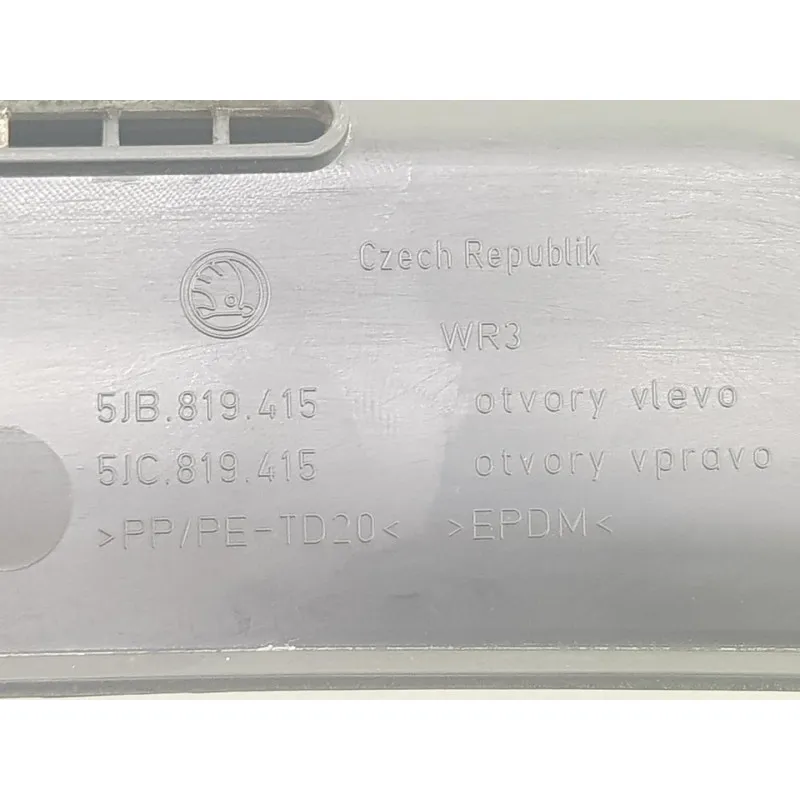 Czech Republik
WR3
5JB.819.415 otvory vlevo
5JC.819.415 otvory vpravo
>PP/PE-TD20< >EPDM<